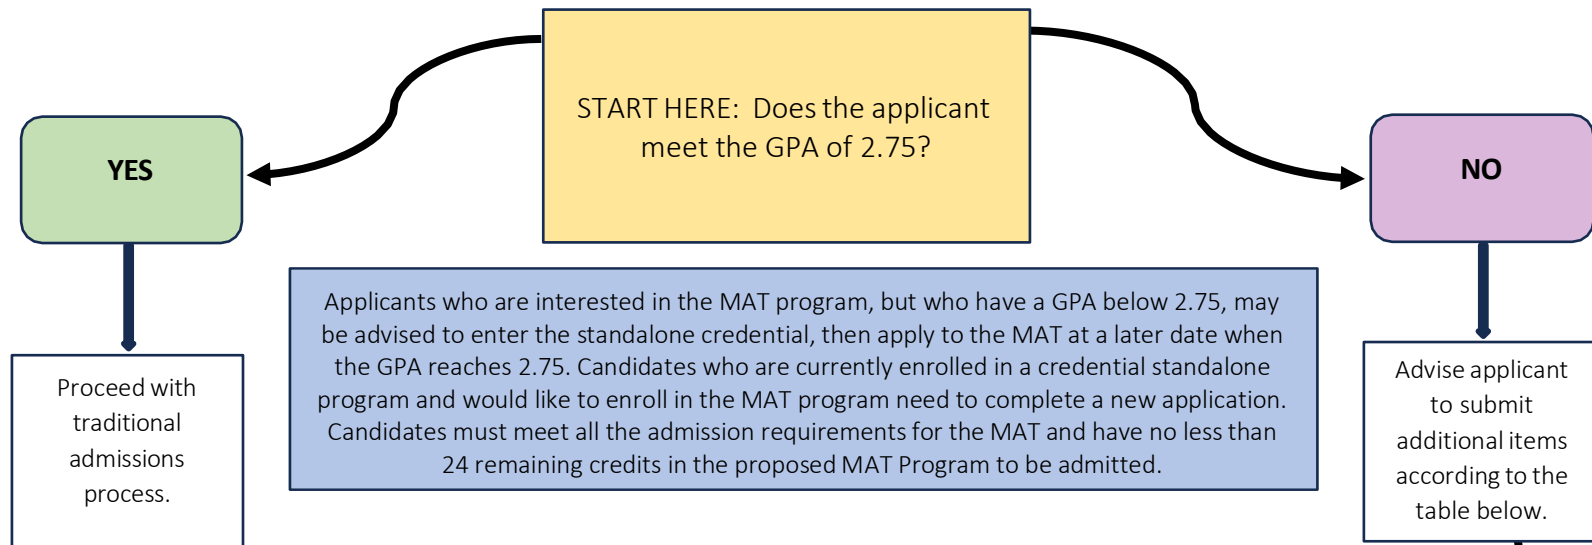 START HERE:  Does the applicant
meet the GPA of 2.75?
YES
NO
Applicants who are interested in the MAT program, but who have a GPA below 2.75, may
be advised to enter the standalone credential, then apply to the MAT at a later date when
the GPA reaches 2.75. Candidates who are currently enrolled in a credential standalone
program and would like to enroll in the MAT program need to complete a new application.
Candidates must meet all the admission requirements for the MAT and have no less than
24 remaining credits in the proposed MAT Program to be admitted.
Proceed with
traditional
admissions
process.
Advise applicant
to submit
additional items
according to the
table below.